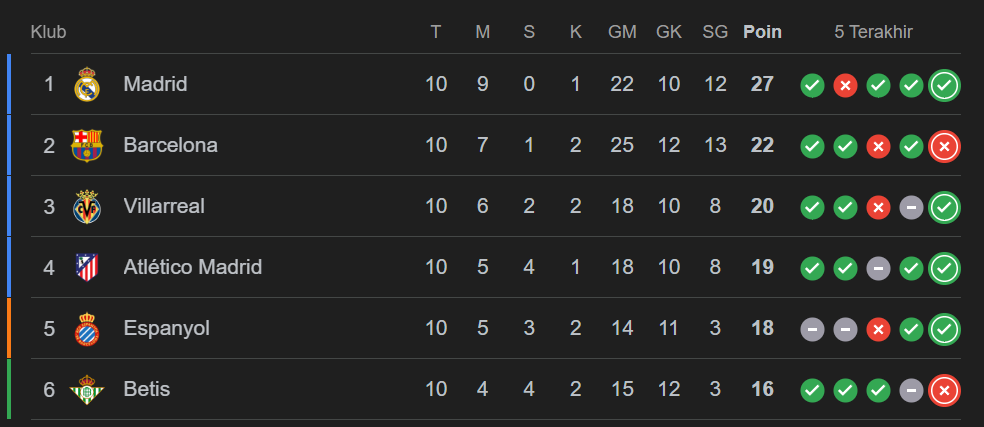 Klub T M S K GM GK SG Poin 5 Terakhir
1 Madrid 10 9 0 1 22 10 12 27
2 Barcelona 10 7 1 2 25 12 13 22
3 Villarreal 10 6 2 2 18 10 8 20
4 Atlético Madrid 10 5 4 1 18 10 8 19
5 Espanyol 10 5 3 2 14 11 3 18
6 Betis 10 4 4 2 15 12 3 16